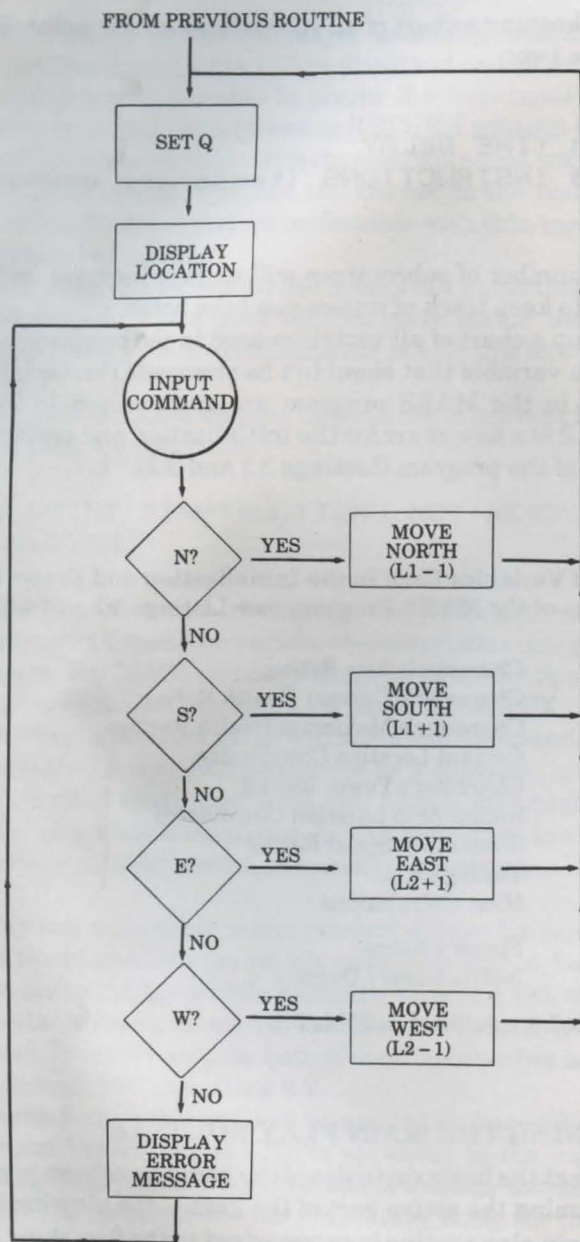 FROM PREVIOUS ROUTINE
SET Q
DISPLAY
LOCATION
INPUT
COMMAND
N?
YES
MOVE
NORTH
(L1−1)
NO
S?
YES
MOVE
SOUTH
(L1+1)
NO
E?
YES
MOVE
EAST
(L2+1)
NO
W?
YES
MOVE
WEST
(L2−1)
NO
DISPLAY
ERROR
MESSAGE